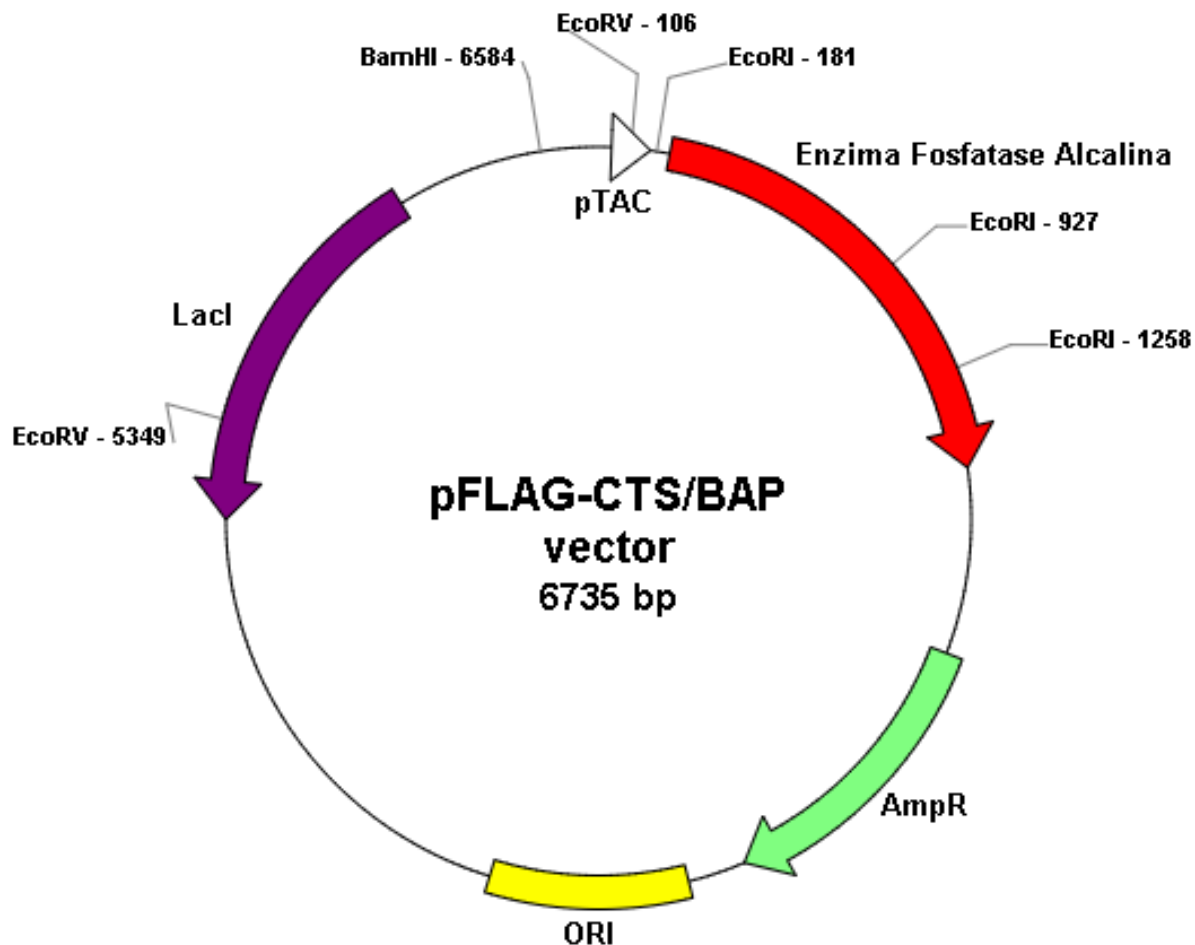 EcoRV - 106
BamHI - 6584
EcoRI - 181
Enzima Fosfatase Alcalina
pTAC
EcoRI - 927
LacI
EcoRI - 1258
EcoRV - 5349
pFLAG-CTS/BAP
vector
6735 bp
AmpR
ORI